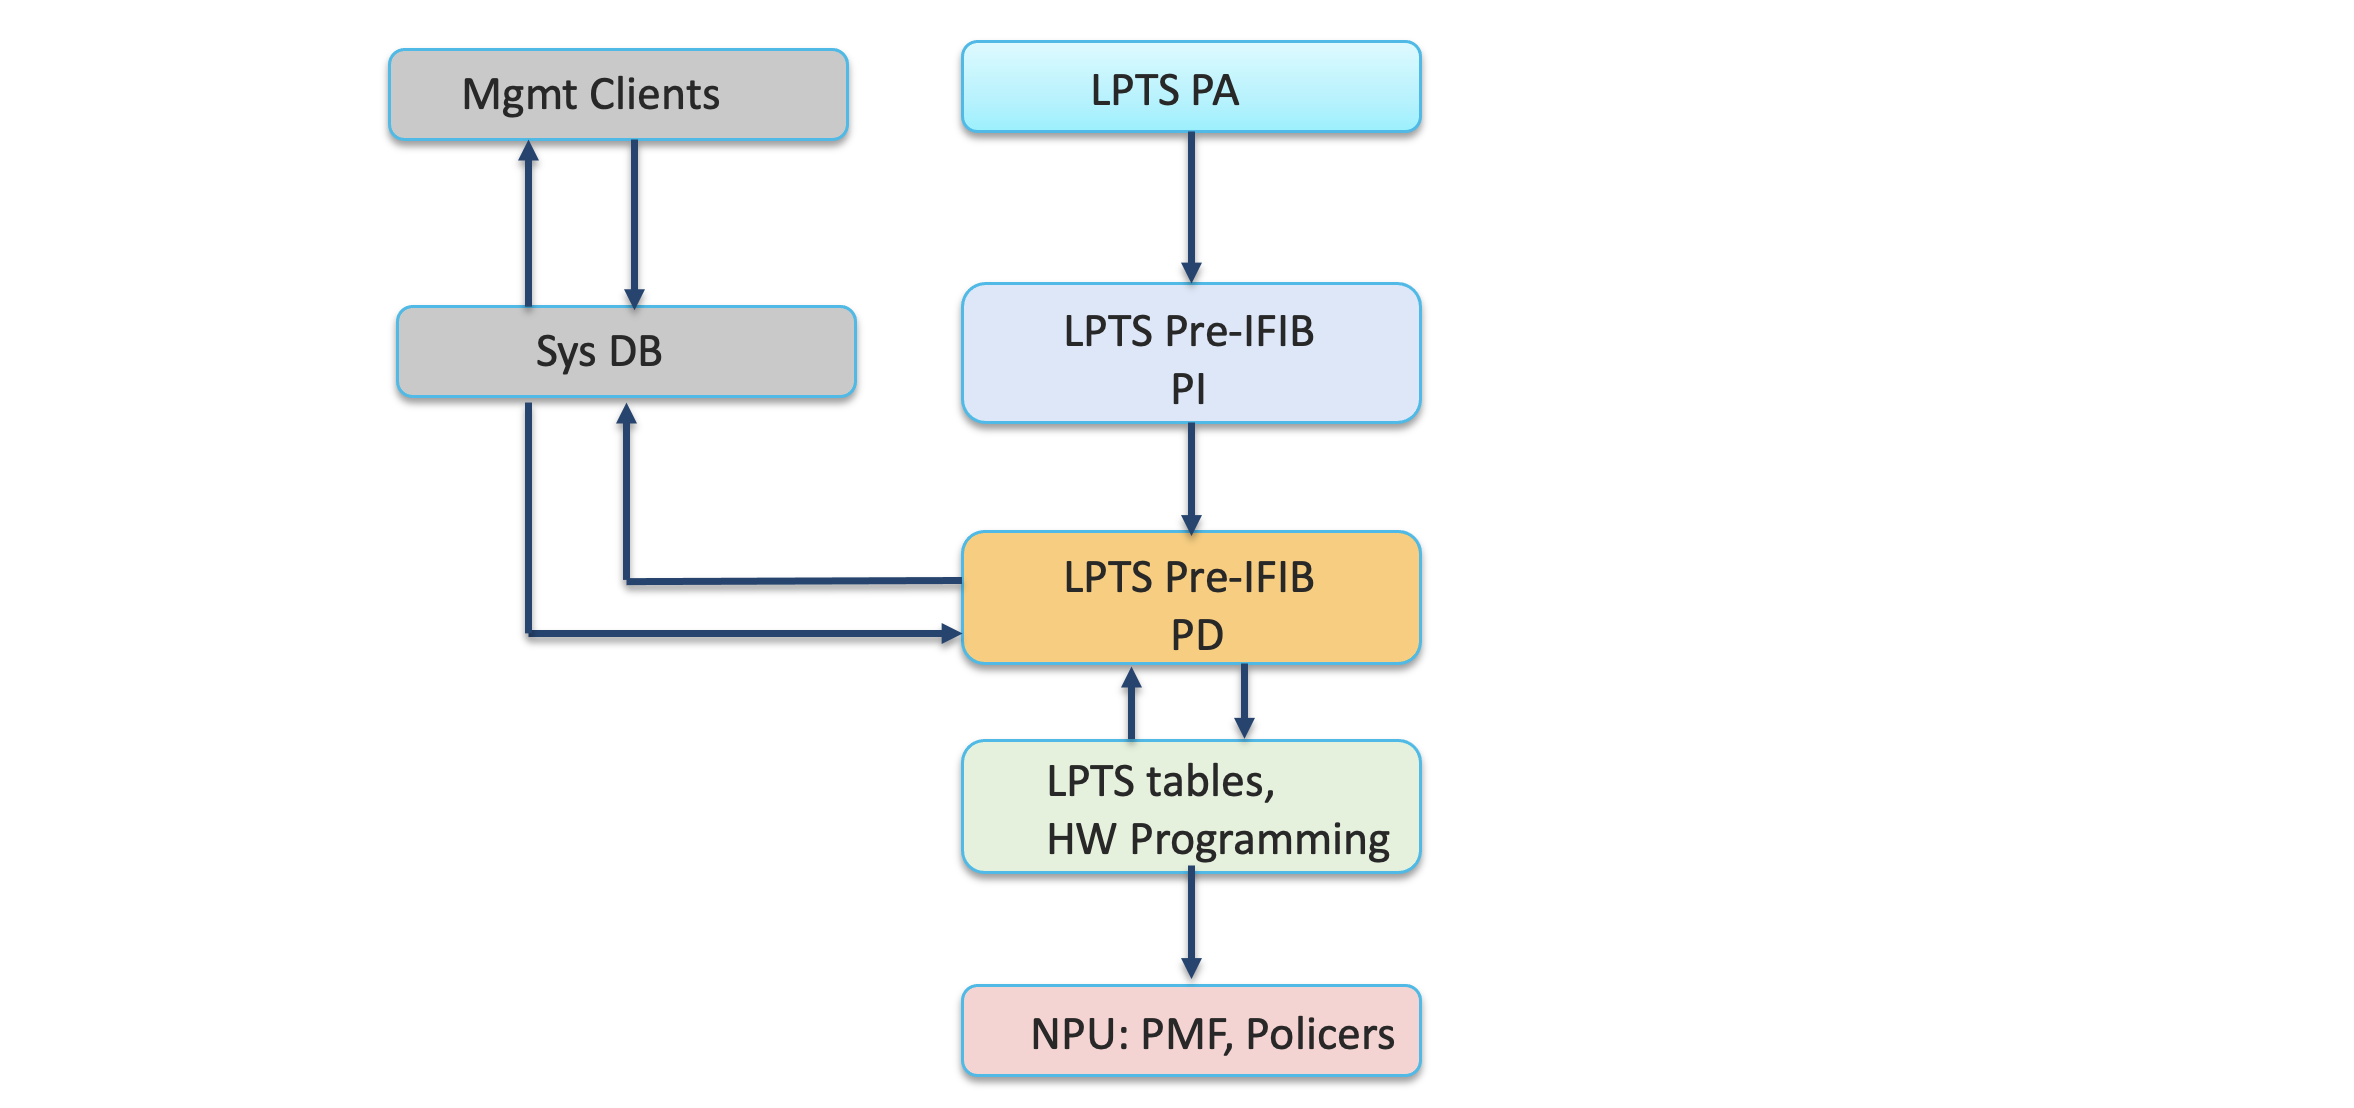 Mgmt Clients
LPTS PA
LPTS Pre-IFIB
PI
Sys DB
LPTS Pre-IFIB
PD
LPTS tables,
HW Programming
NPU: PMF, Policers